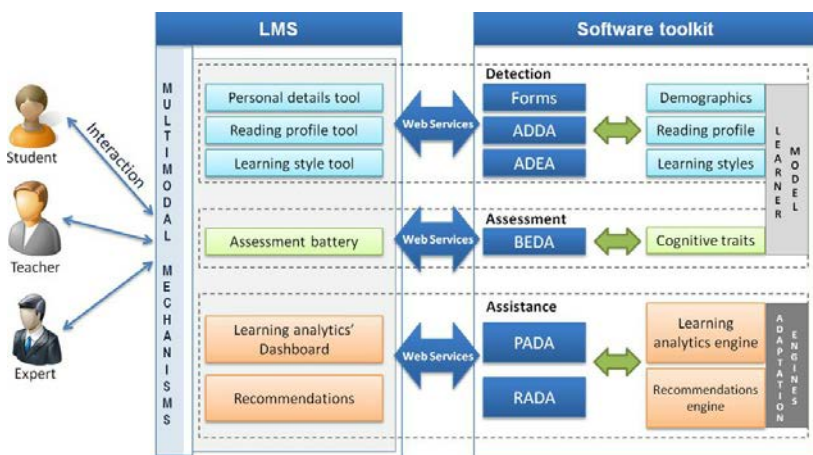 LMS
Software toolkit
Student
Teacher
Expert
Interaction
MULTIMODAL MECHANISMS
Detection
Personal details tool
Reading profile tool
Learning style tool
Web Services
Forms
ADDA
ADEA
Demographics
Reading profile
Learning styles
LEARNER
MODEL
Assessment
Assessment battery
Web Services
BEDA
Cognitive traits
Assistance
Learning analytics’
Dashboard
Recommendations
Web Services
PADA
RADA
Learning
analytics engine
Recommendations
engine
ADAPTATION
ENGINES